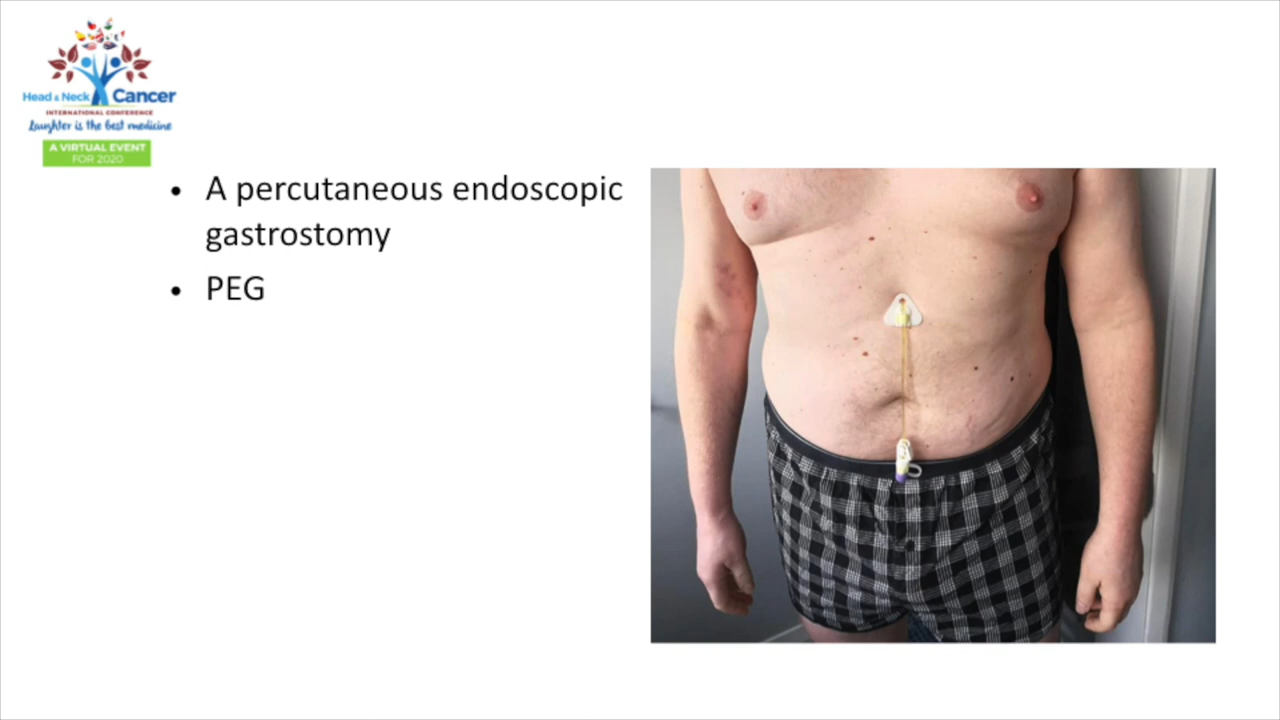 Head & Neck Cancer
INTERNATIONAL CONFERENCE
Laughter is the best medicine
A VIRTUAL EVENT
FOR 2020
• A percutaneous endoscopic
gastrostomy
• PEG